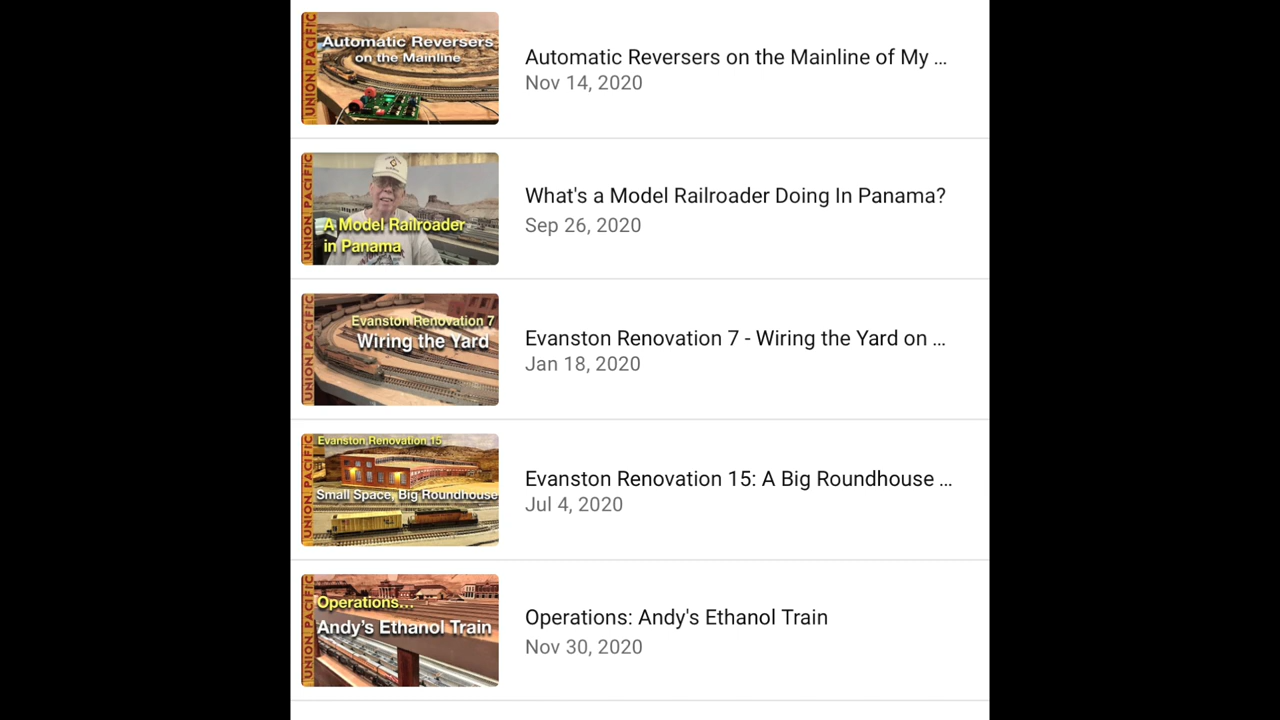 UNION PACIFIC
Automatic Reversers
on the Mainline
Automatic Reversers on the Mainline of My ...
Nov 14, 2020
UNION PACIFIC
A Model Railroader
in Panama
What's a Model Railroader Doing In Panama?
Sep 26, 2020
UNION PACIFIC
Evanston Renovation 7
Wiring the Yard
Evanston Renovation 7 - Wiring the Yard on ...
Jan 18, 2020
UNION PACIFIC
Evanston Renovation 15
Small Space, Big Roundhouse
Evanston Renovation 15: A Big Roundhouse ...
Jul 4, 2020
UNION PACIFIC
Operations...
Andy's Ethanol Train
Operations: Andy's Ethanol Train
Nov 30, 2020